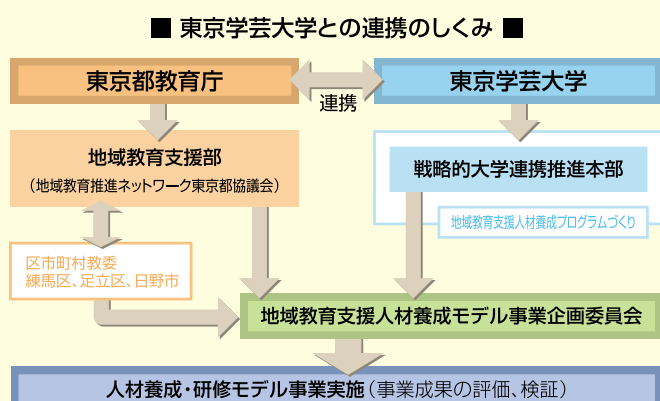 ■ 東京学芸大学との連携のしくみ ■
東京都教育庁
連携
東京学芸大学
地域教育支援部
（地域教育推進ネットワーク東京都協議会）
戦略的大学連携推進本部
地域教育支援人材養成プログラムづくり
区市町村教委
練馬区、足立区、日野市
地域教育支援人材養成モデル事業企画委員会
人材養成・研修モデル事業実施（事業成果の評価、検証）